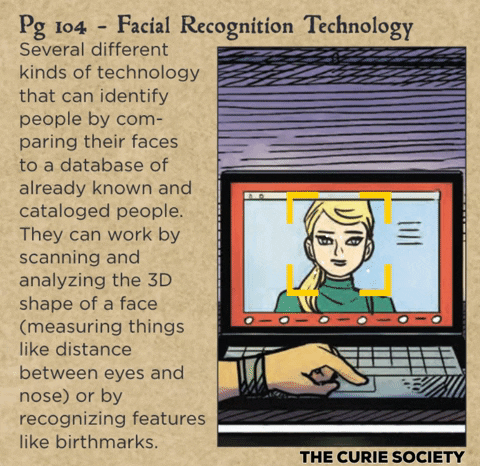 Pg 104 - Facial Recognition Technology
Several different
kinds of technology
that can identify
people by com-
paring their faces
to a database of
already known and
cataloged people.
They can work by
scanning and
analyzing the 3D
shape of a face
(measuring things
like distance
between eyes and
nose) or by
recognizing features
like birthmarks.
THE CURIE SOCIETY